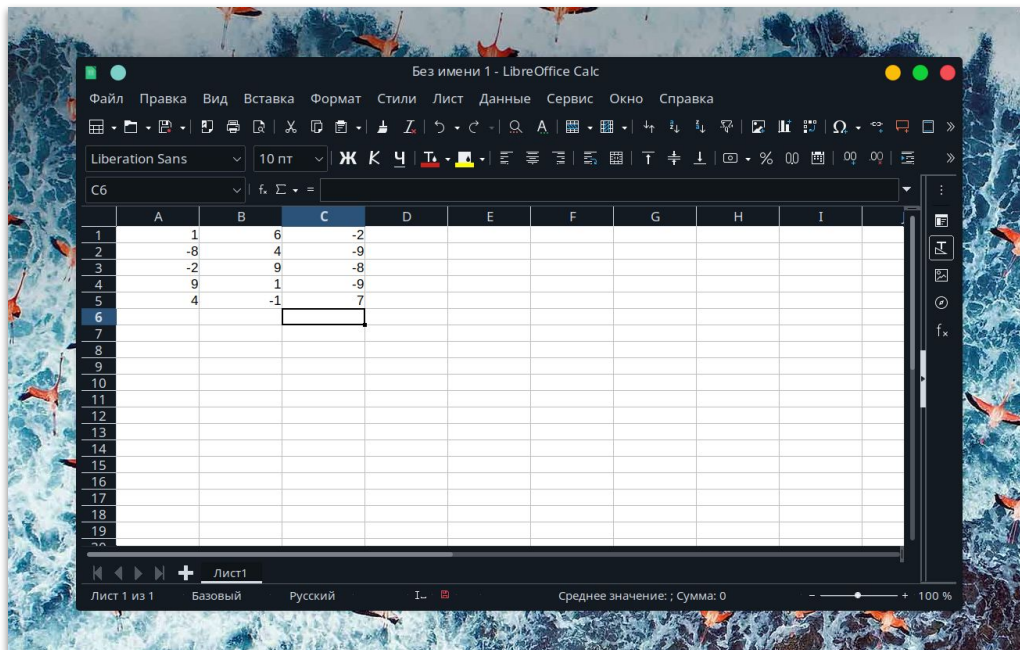 Без имени 1 - LibreOffice Calc
Файл Правка Вид Вставка Формат Стили Лист Данные Сервис Окно Справка
Liberation Sans 10 пт Ж К Ч
C6 fx Σ =
A B C D E F G H I
1 1 6 -2
2 -8 4 -9
3 -2 9 -8
4 9 1 -9
5 4 -1 7
6
7
8
9
10
11
12
13
14
15
16
17
18
19
Лист1
Лист 1 из 1 Базовый Русский Среднее значение: ; Сумма: 0 100 %